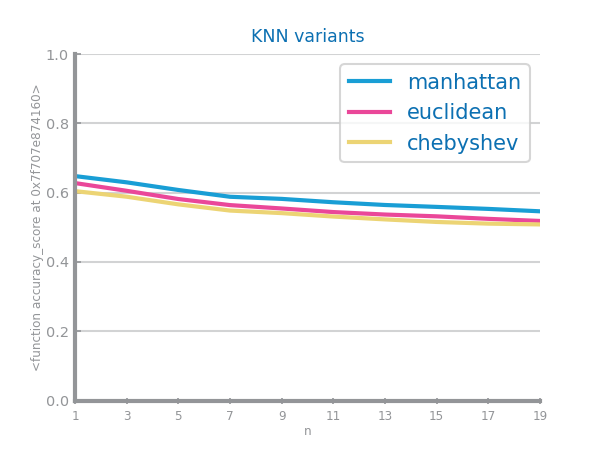 KNN variants
<function accuracy_score at 0x7f707e874160>
1.0
0.8
0.6
0.4
0.2
0.0
manhattan
euclidean
chebyshev
1 3 5 7 9 11 13 15 17 19
n